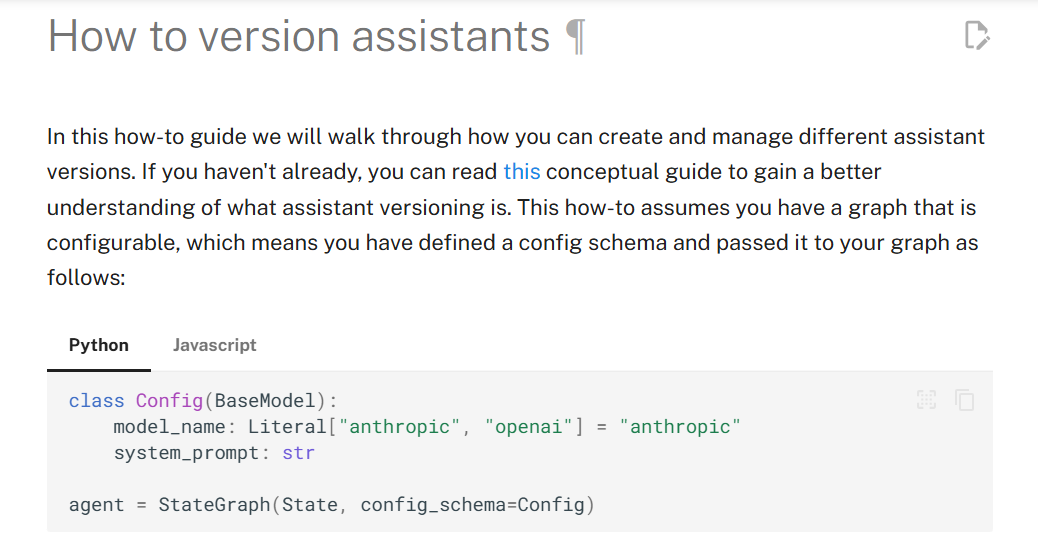 How to version assistants ¶
In this how-to guide we will walk through how you can create and manage different assistant
versions. If you haven't already, you can read this conceptual guide to gain a better
understanding of what assistant versioning is. This how-to assumes you have a graph that is
configurable, which means you have defined a config schema and passed it to your graph as
follows:
Python Javascript
class Config(BaseModel):
    model_name: Literal["anthropic", "openai"] = "anthropic"
    system_prompt: str
agent = StateGraph(State, config_schema=Config)